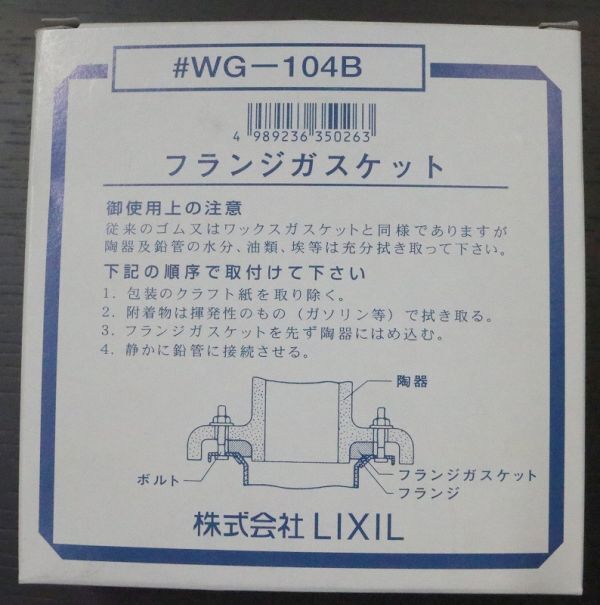 #WG−104B
4 989236 350263
フランジガスケット
御使用上の注意
従来のゴム又はワックスガスケットと同様でありますが
陶器及鉛管の水分、油類、埃等は充分拭き取って下さい。
下記の順序で取付けて下さい
1. 包装のクラフト紙を取り除く。
2. 附着物は揮発性のもの（ガソリン等）で拭き取る。
3. フランジガスケットを先ず陶器にはめ込む。
4. 静かに鉛管に接続させる。
陶器
ボルト
フランジガスケット
フランジ
株式会社 LIXIL